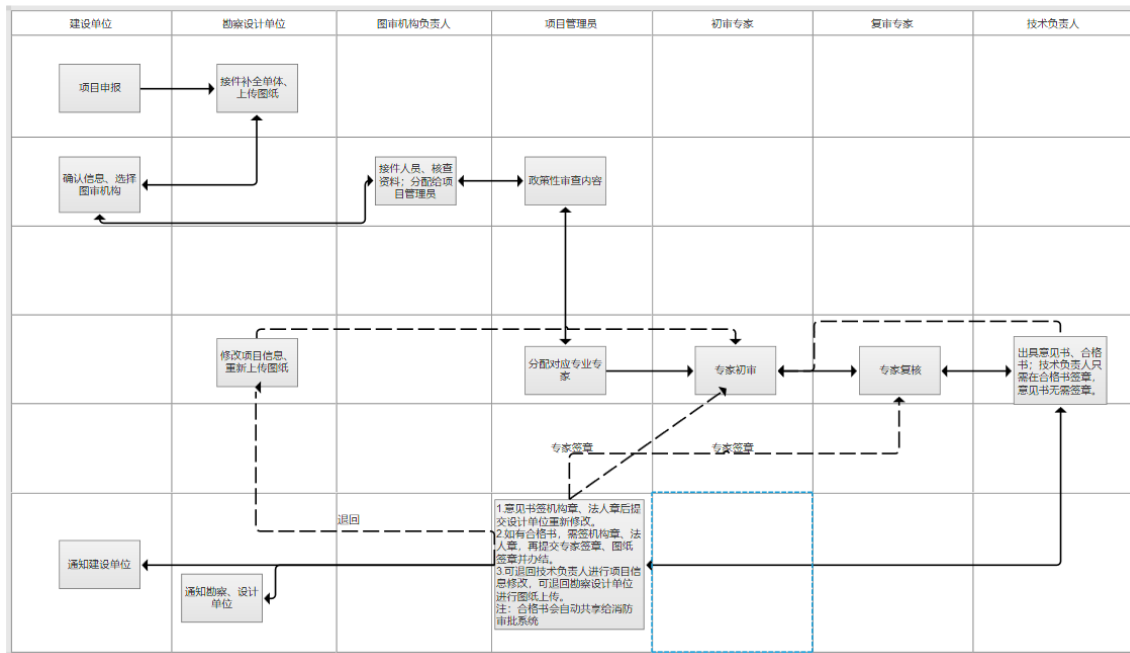 建设单位
勘察设计单位
图审机构负责人
项目管理员
初审专家
复审专家
技术负责人
项目申报
接件补全单体、
上传图纸
确认信息、选择
图审机构
接件人员、核查
资料；分配给项
目管理员
政策性审查内容
修改项目信息、
重新上传图纸
分配对应专业专
家
专家初审
专家复核
出具意见书、合格
书；技术负责人只
需在合格书签章，
意见书无需签章。
专家签章
专家签章
退回
通知建设单位
通知勘察、设计
单位
1.意见书签机构章、法人章后提
交设计单位重新修改。
2.如有合格书，需签机构章、法
人章，再提交专家签章、图纸
签章并办结。
3.可退回技术负责人进行项目信
息修改，可退回勘察设计单位
进行图纸上传。
注：合格书会自动共享给消防
审批系统